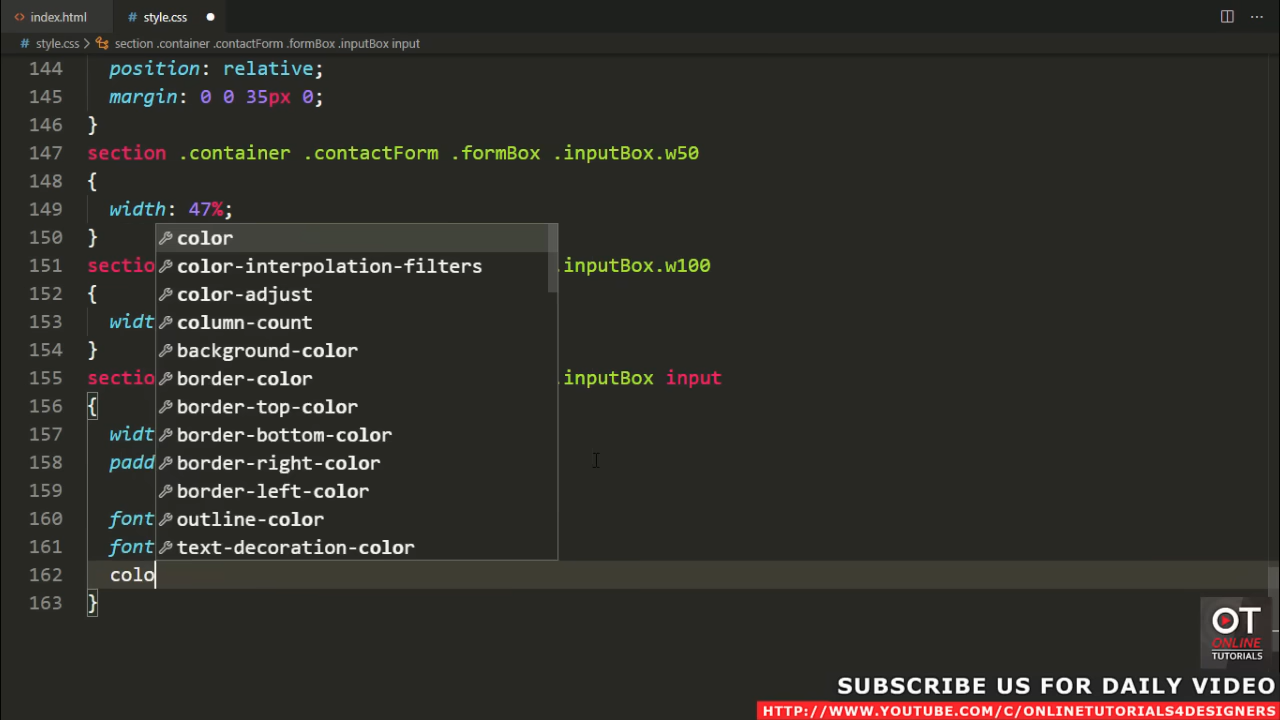 index.html
# style.css
# style.css > section .container .contactForm .formBox .inputBox input
144 position: relative;
145 margin: 0 0 35px 0;
146 }
147 section .container .contactForm .formBox .inputBox.w50
148 {
149 width: 47%;
150 } color
151 sectio color-interpolation-filters .inputBox.w100
152 { color-adjust
153 widt column-count
154 } background-color
155 sectio border-color .inputBox input
156 { border-top-color
157 widt border-bottom-color
158 padd border-right-color
159 border-left-color
160 font outline-color
161 font text-decoration-color
162 colo
163 }
OT
ONLINE
TUTORIALS
SUBSCRIBE US FOR DAILY VIDEO
HTTP://WWW.YOUTUBE.COM/C/ONLINETUTORIALS4DESIGNERS